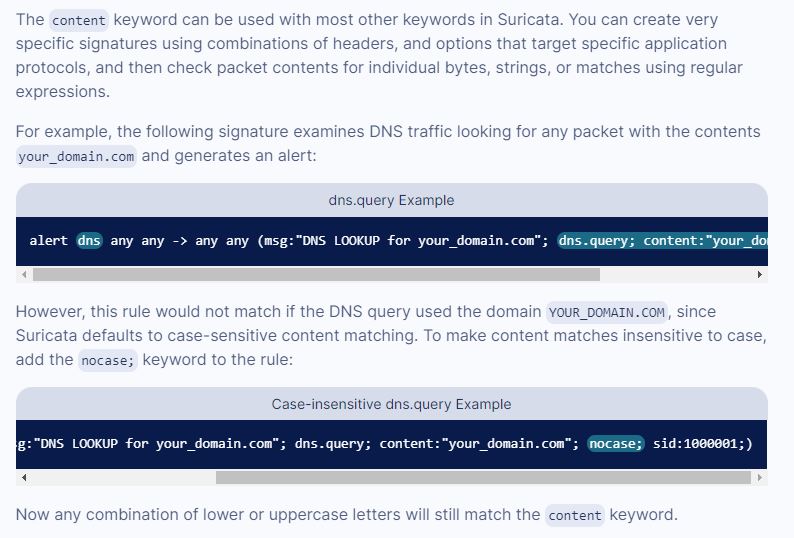 The content keyword can be used with most other keywords in Suricata. You can create very
specific signatures using combinations of headers, and options that target specific application
protocols, and then check packet contents for individual bytes, strings, or matches using regular
expressions.
For example, the following signature examines DNS traffic looking for any packet with the contents
your_domain.com and generates an alert:
dns.query Example
alert dns any any -> any any (msg:"DNS LOOKUP for your_domain.com"; dns.query; content:"your_do
However, this rule would not match if the DNS query used the domain YOUR_DOMAIN.COM, since
Suricata defaults to case-sensitive content matching. To make content matches insensitive to case,
add the nocase; keyword to the rule:
Case-insensitive dns.query Example
g:"DNS LOOKUP for your_domain.com"; dns.query; content:"your_domain.com"; nocase; sid:1000001;)
Now any combination of lower or uppercase letters will still match the content keyword.